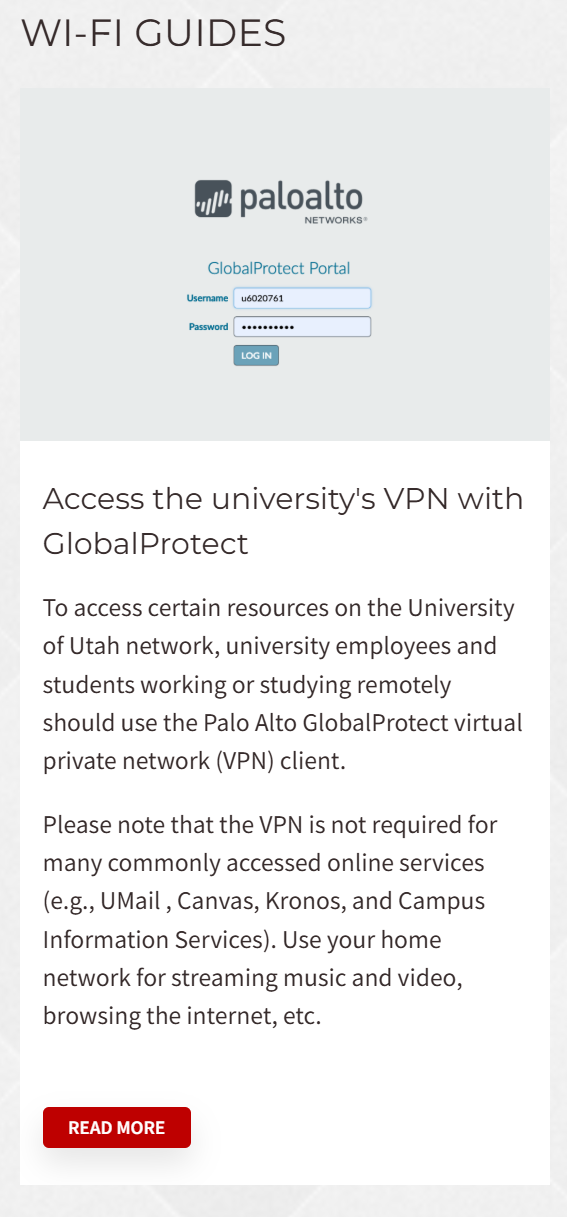 WI-FI GUIDES
paloalto
NETWORKS®
GlobalProtect Portal
Username u6020761
Password ••••••••••
LOG IN
Access the university's VPN with
GlobalProtect
To access certain resources on the University
of Utah network, university employees and
students working or studying remotely
should use the Palo Alto GlobalProtect virtual
private network (VPN) client.
Please note that the VPN is not required for
many commonly accessed online services
(e.g., UMail , Canvas, Kronos, and Campus
Information Services). Use your home
network for streaming music and video,
browsing the internet, etc.
READ MORE